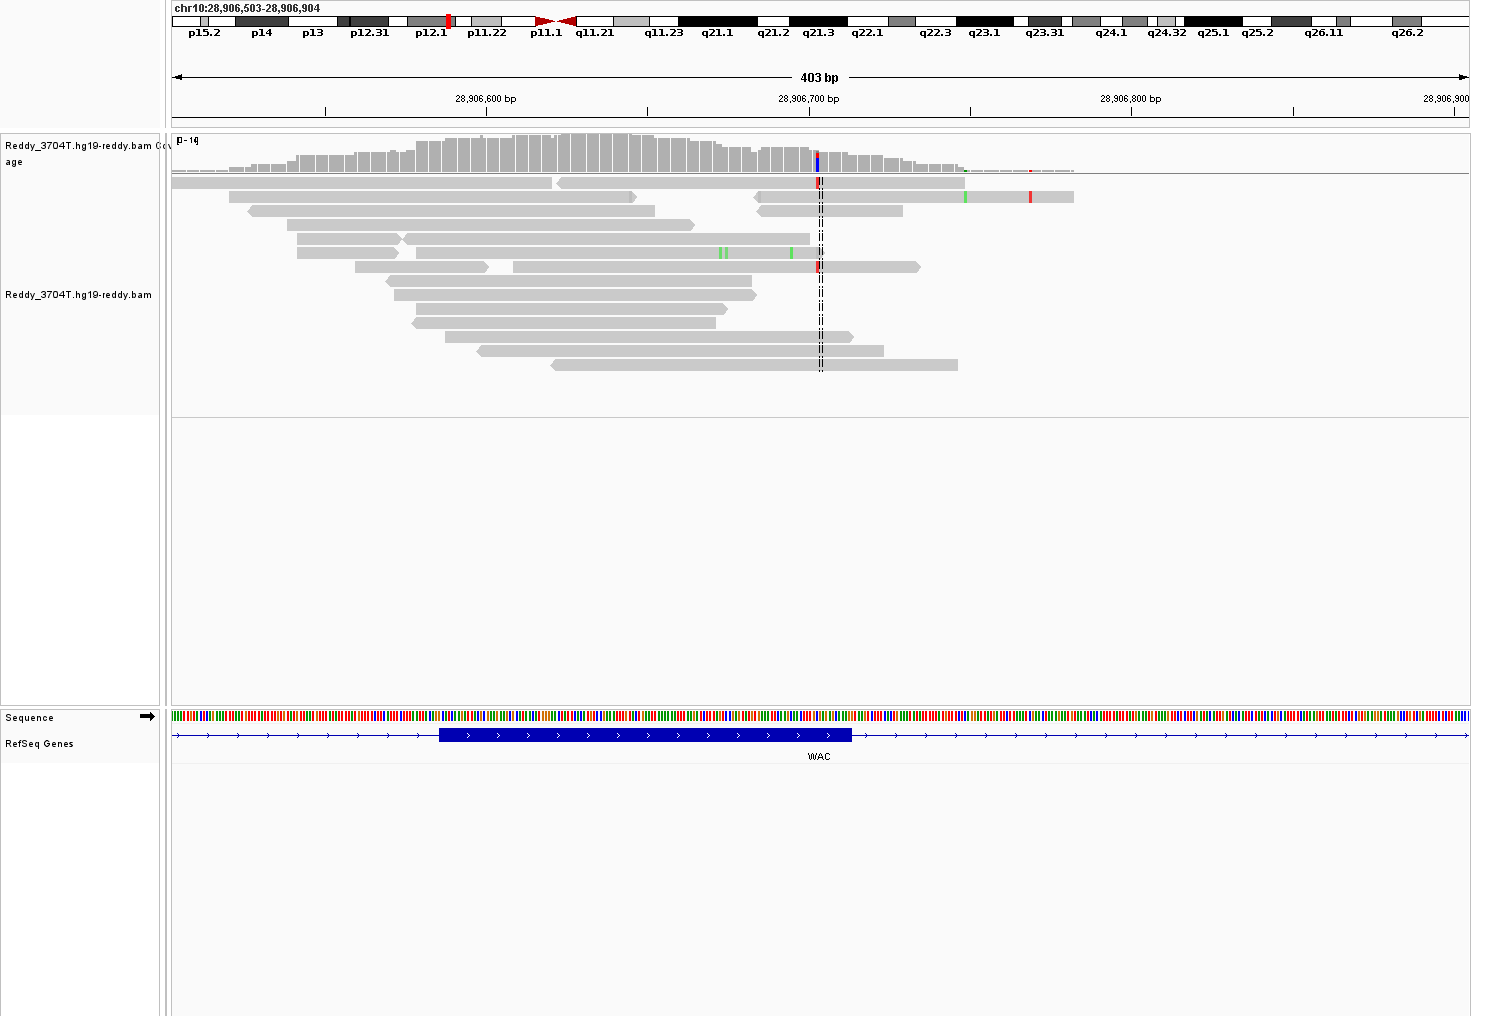 chr10:28,906,503-28,906,904
p15.2 p14 p13 p12.31 p12.1 p11.22 p11.1 q11.21 q11.23 q21.1 q21.2 q21.3 q22.1 q22.3 q23.1 q23.31 q24.1 q24.32 q25.1 q25.2 q26.11 q26.2
403 bp
28,906,600 bp 28,906,700 bp 28,906,800 bp 28,906,900
Reddy_3704T.hg19-reddy.bam Cov
age
Reddy_3704T.hg19-reddy.bam
Sequence
RefSeq Genes
WAC